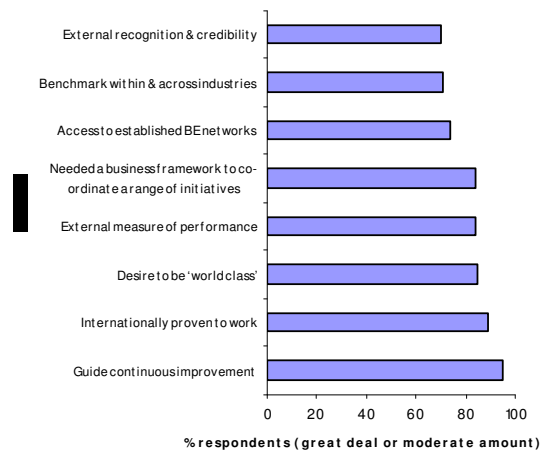 External recognition & credibility
Benchmark within & across industries
Access to established BE networks
Needed a business framework to co-
ordinate a range of initiatives
External measure of performance
Desire to be ‘world class’
Internationally proven to work
Guide continuous improvement
0 20 40 60 80 100
% respondents (great deal or moderate amount)